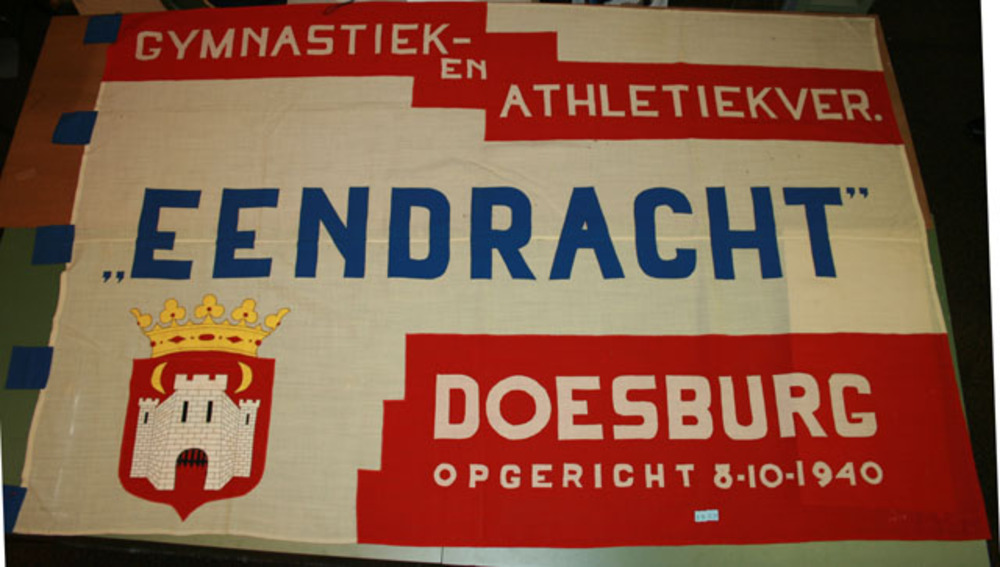 GYMNASTIEK-
EN
ATHLETIEKVER.
„EENDRACHT”
DOESBURG
OPGERICHT 8-10-1940